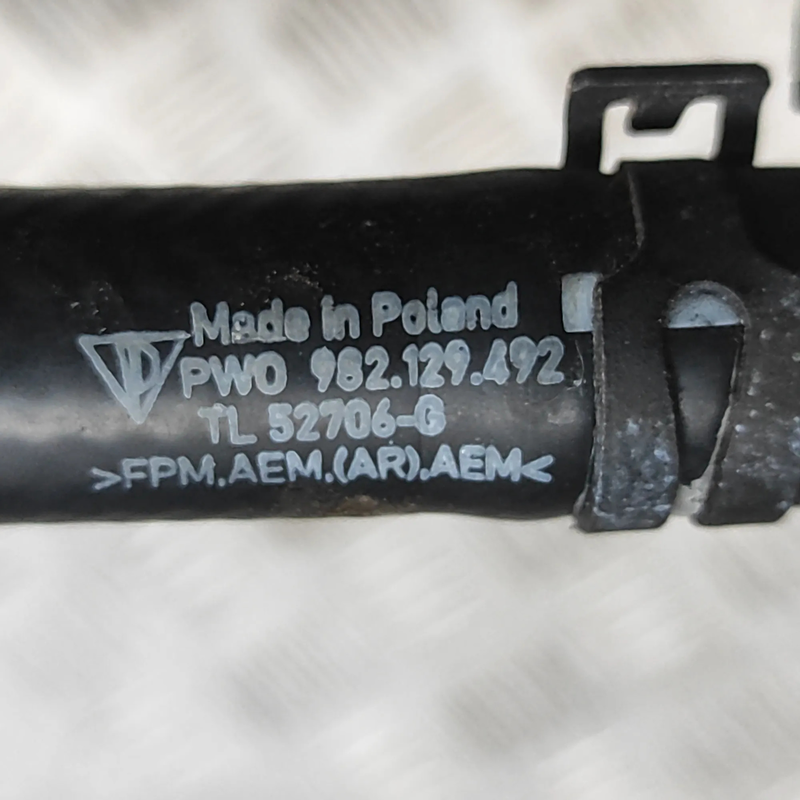 Made in Poland
PWO 982.129.492
TL 52706-G
>FPM.AEM.(AR).AEM<